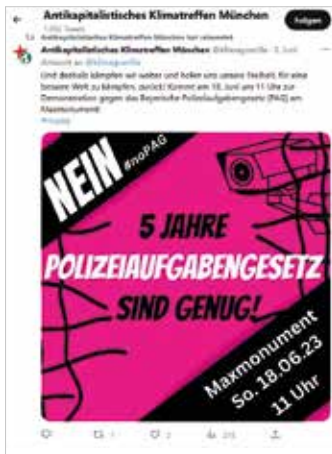 Antikapitalistisches Klimatreffen München
Folgen
Antikapitalistisches Klimatreffen München
Und deshalb kämpfen wir weiter und holen uns unsere Freiheit, für eine
bessere Welt zu kämpfen, zurück! Kommt am 18. Juni um 11 Uhr zur
Demonstration gegen das Bayerische Polizeiaufgabengesetz (PAG) am
Maxmonument!
#nopag
NEIN
#noPAG
5 JAHRE
POLIZEIAUFGABENGESETZ
SIND GENUG!
Maxmonument
So. 18.06.23
11 Uhr